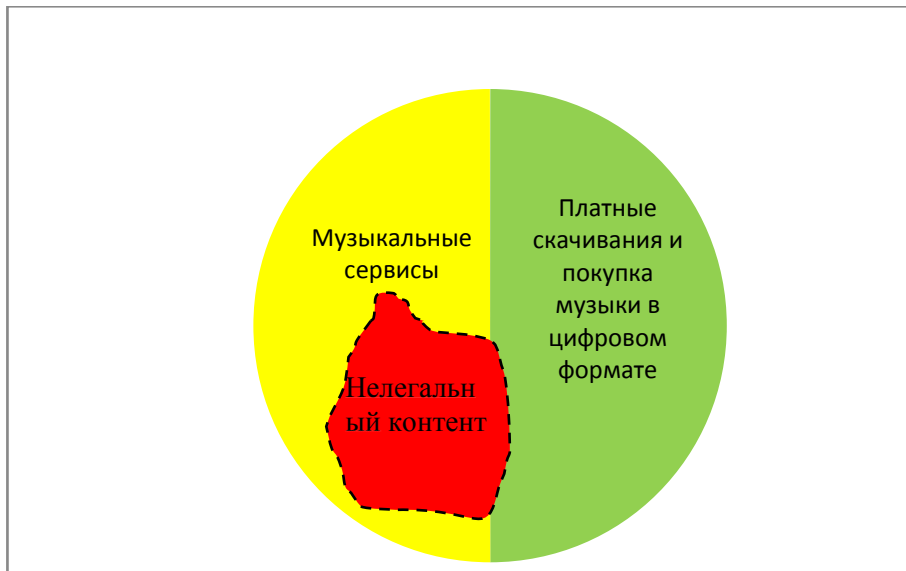 Музыкальные
сервисы
Платные
скачивания и
покупка
музыки в
цифровом
формате
Нелегальн
ый контент